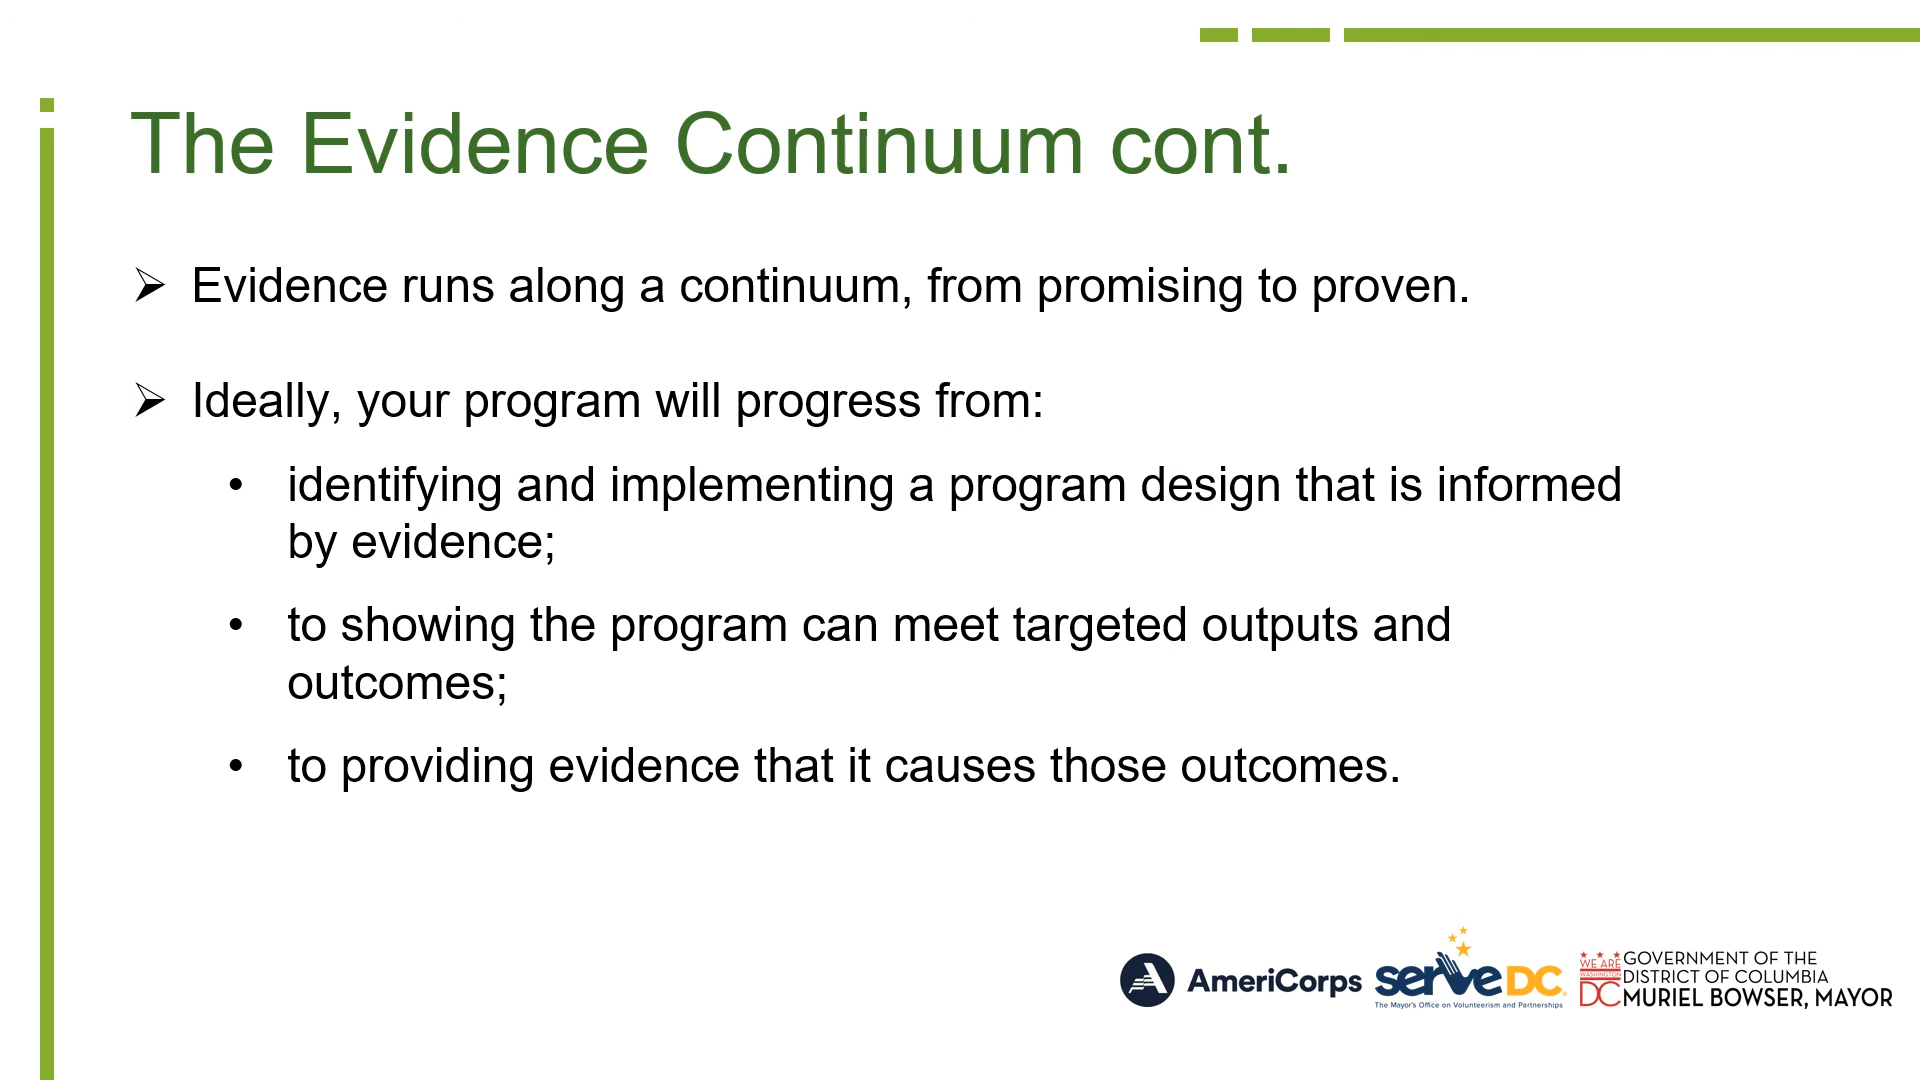 The Evidence Continuum cont.
➢ Evidence runs along a continuum, from promising to proven.
➢ Ideally, your program will progress from:
• identifying and implementing a program design that is informed
by evidence;
• to showing the program can meet targeted outputs and
outcomes;
• to providing evidence that it causes those outcomes.
AmeriCorps
serve DC
The Mayor's Office on Volunteerism and Partnerships
WE ARE
WASHINGTON
DC
GOVERNMENT OF THE
DISTRICT OF COLUMBIA
MURIEL BOWSER, MAYOR